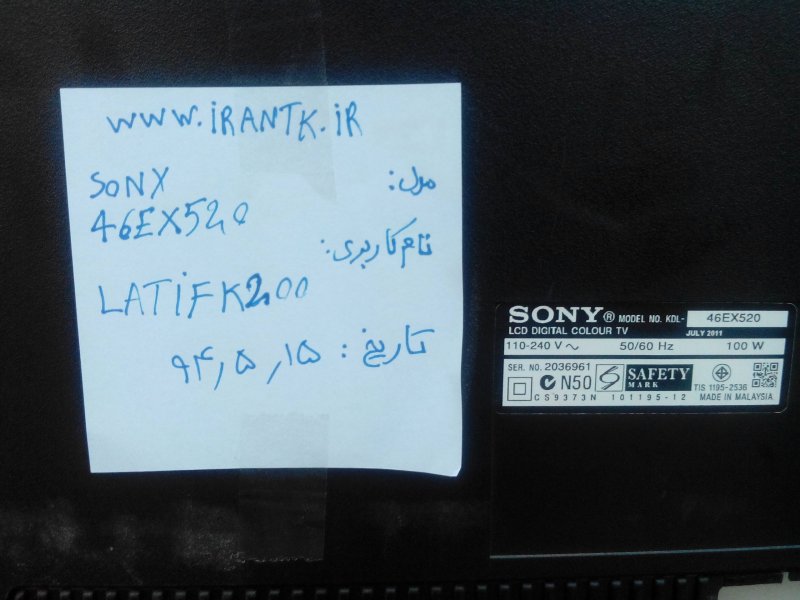 www.iRANTK.iR
مدل:
SONY
46EX520
نام کاربری:
LATiFK200
تاریخ: ۹۴٫۵٫۱۵
SONY® MODEL NO. KDL-46EX520
LCD DIGITAL COLOUR TV JULY 2011
110-240 V ~ 50/60 Hz 100 W
SER. NO. 2036961
N50 SAFETY MARK TIS 1195-2536
CS9373N 101195-12 MADE IN MALAYSIA